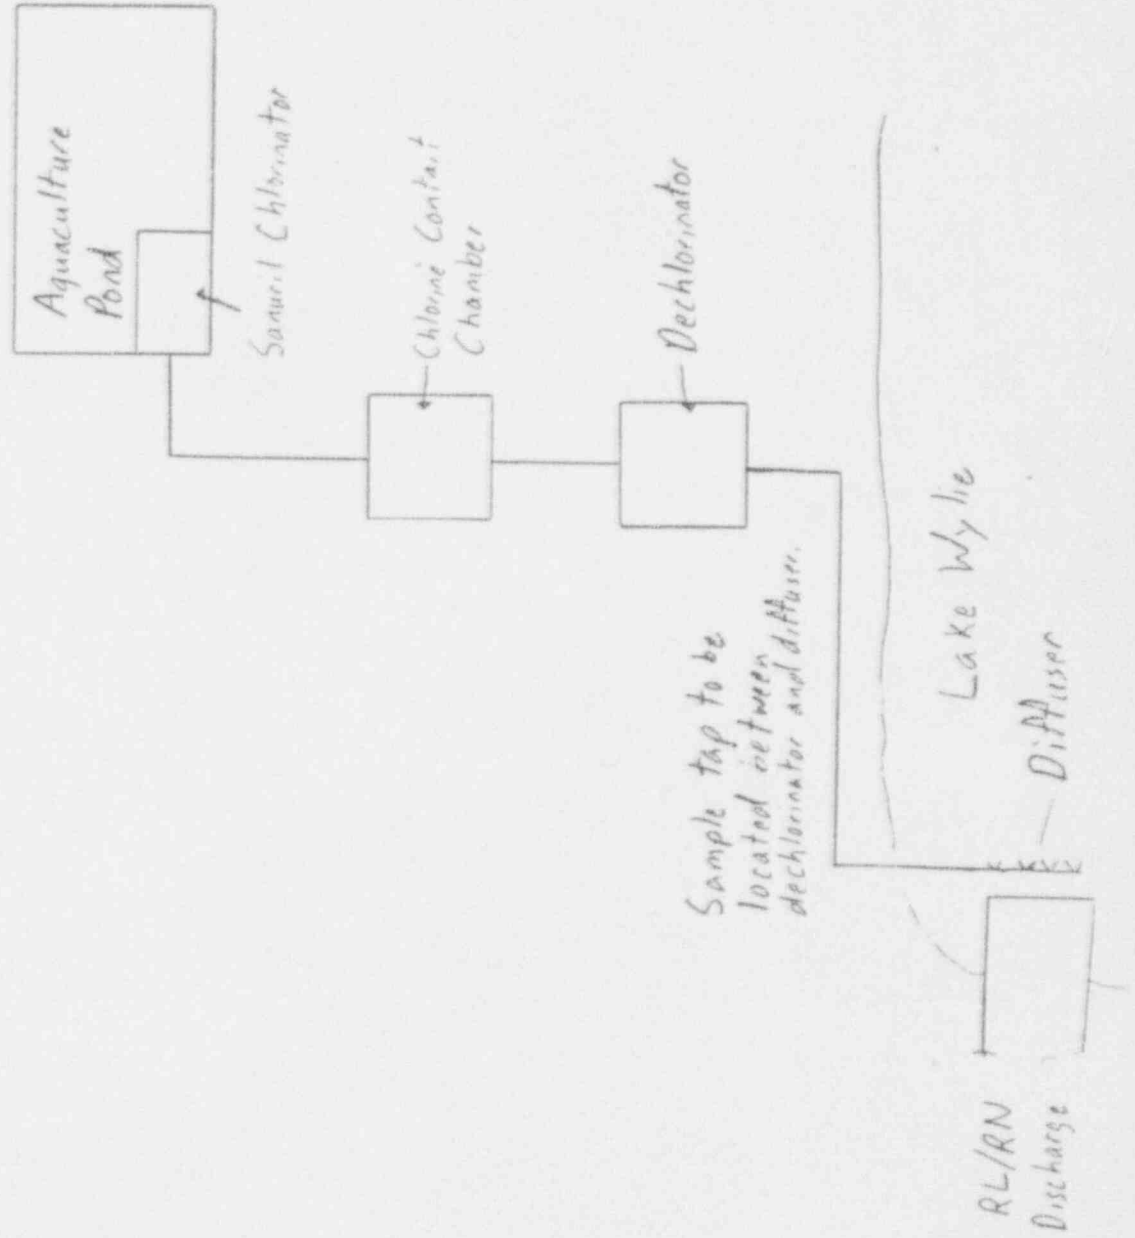 Aquaculture
Pond
Sanuril Chlorinator
Chlorine Contact
Chamber
Dechlorinator
Sample tap to be
located between
dechlorinator and diffuser.
Lake Wylie
Diffuser
RL/RN
Discharge